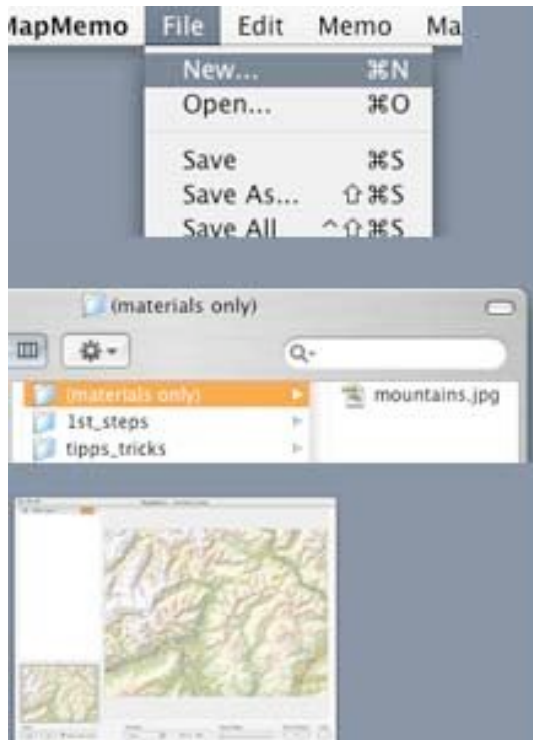 MapMemo File Edit Memo Ma
New... ⌘N
Open... ⌘O
Save ⌘S
Save As... ⇧⌘S
Save All ^⇧⌘S
(materials only)
(materials only) mountains.jpg
1st_steps
tipps_tricks